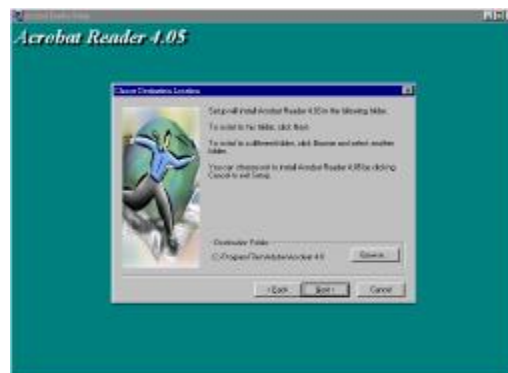 Acrobat Reader 4.05
Choose Destination Location
Setup will install Acrobat Reader 4.05 in the following folder.
To install to this folder, click Next.
To install to a different folder, click Browse and select another
folder.
You can choose not to install Acrobat Reader 4.05 by clicking
Cancel to exit Setup.
Destination Folder
C:\Program Files\Adobe\Acrobat 4.0
Browse...
< Back
Next >
Cancel